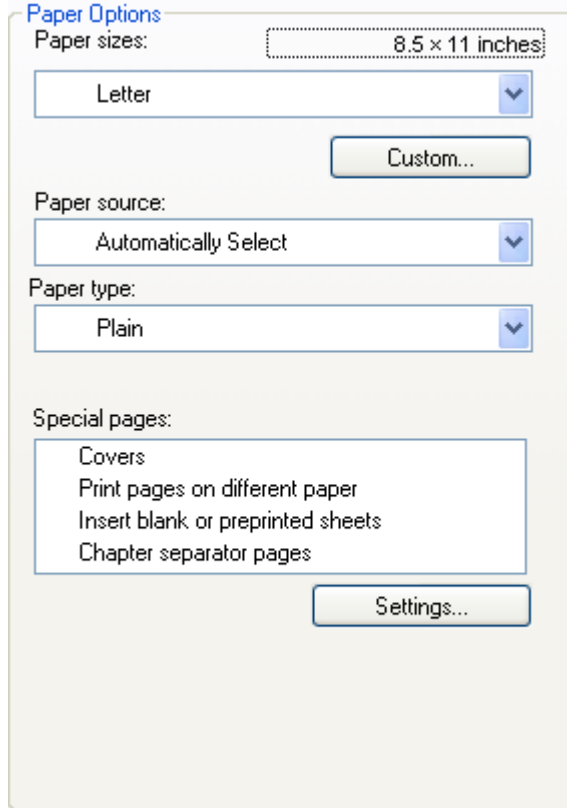 Paper Options
Paper sizes: 8.5 × 11 inches
Letter
Custom...
Paper source:
Automatically Select
Paper type:
Plain
Special pages:
Covers
Print pages on different paper
Insert blank or preprinted sheets
Chapter separator pages
Settings...